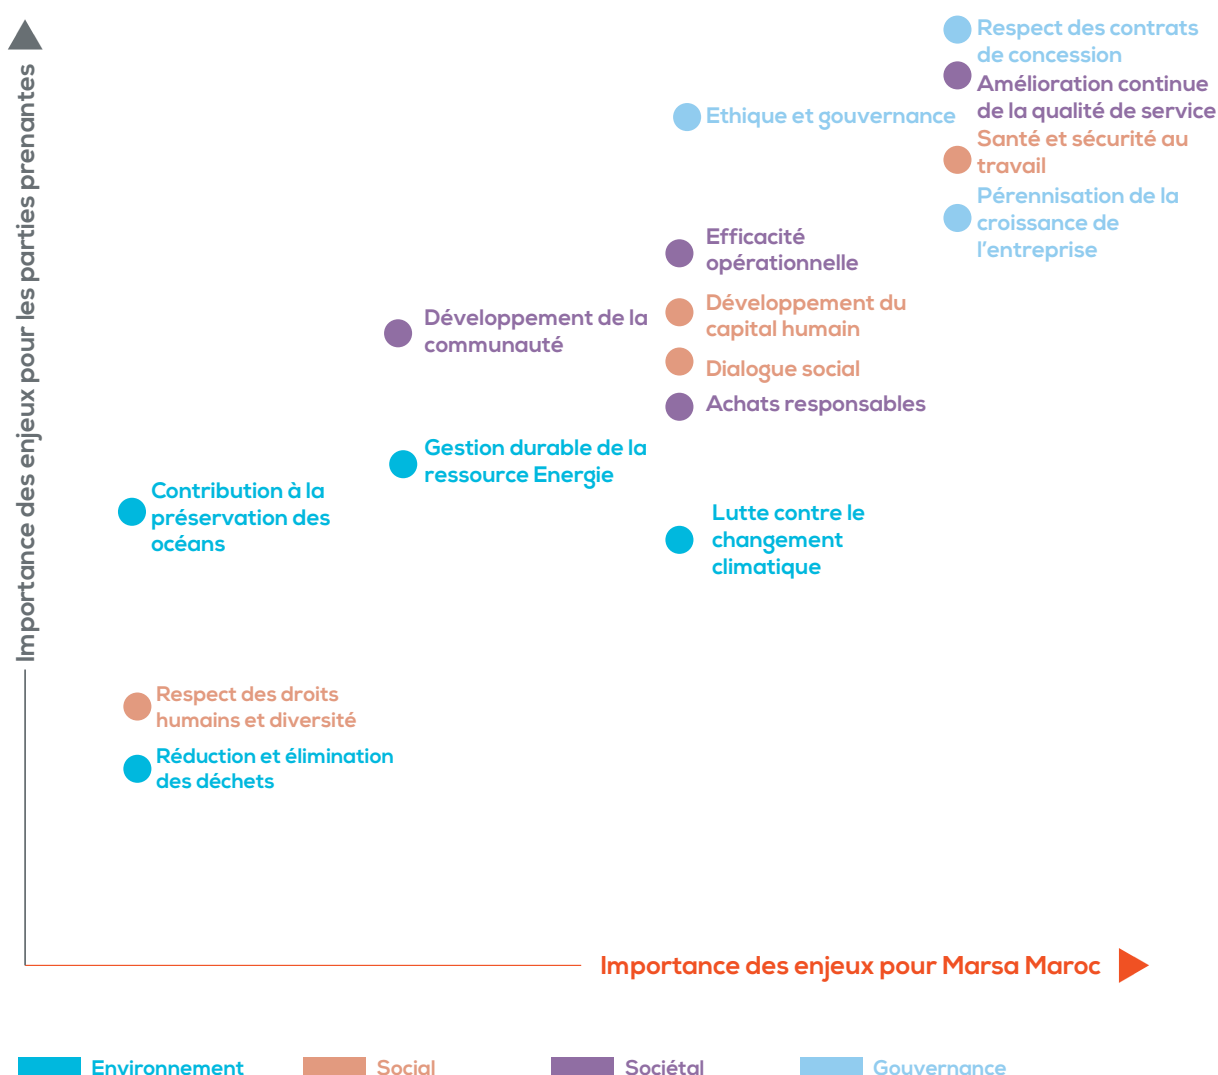 Importance des enjeux pour les parties prenantes
Respect des contrats
de concession
Amélioration continue
de la qualité de service
Ethique et gouvernance
Santé et sécurité au
travail
Pérennisation de la
croissance de
l'entreprise
Efficacité
opérationnelle
Développement du
capital humain
Développement de la
communauté
Dialogue social
Achats responsables
Gestion durable de la
ressource Energie
Contribution à la
préservation des
océans
Lutte contre le
changement
climatique
Respect des droits
humains et diversité
Réduction et élimination
des déchets
Importance des enjeux pour Marsa Maroc
Environnement
Social
Sociétal
Gouvernance